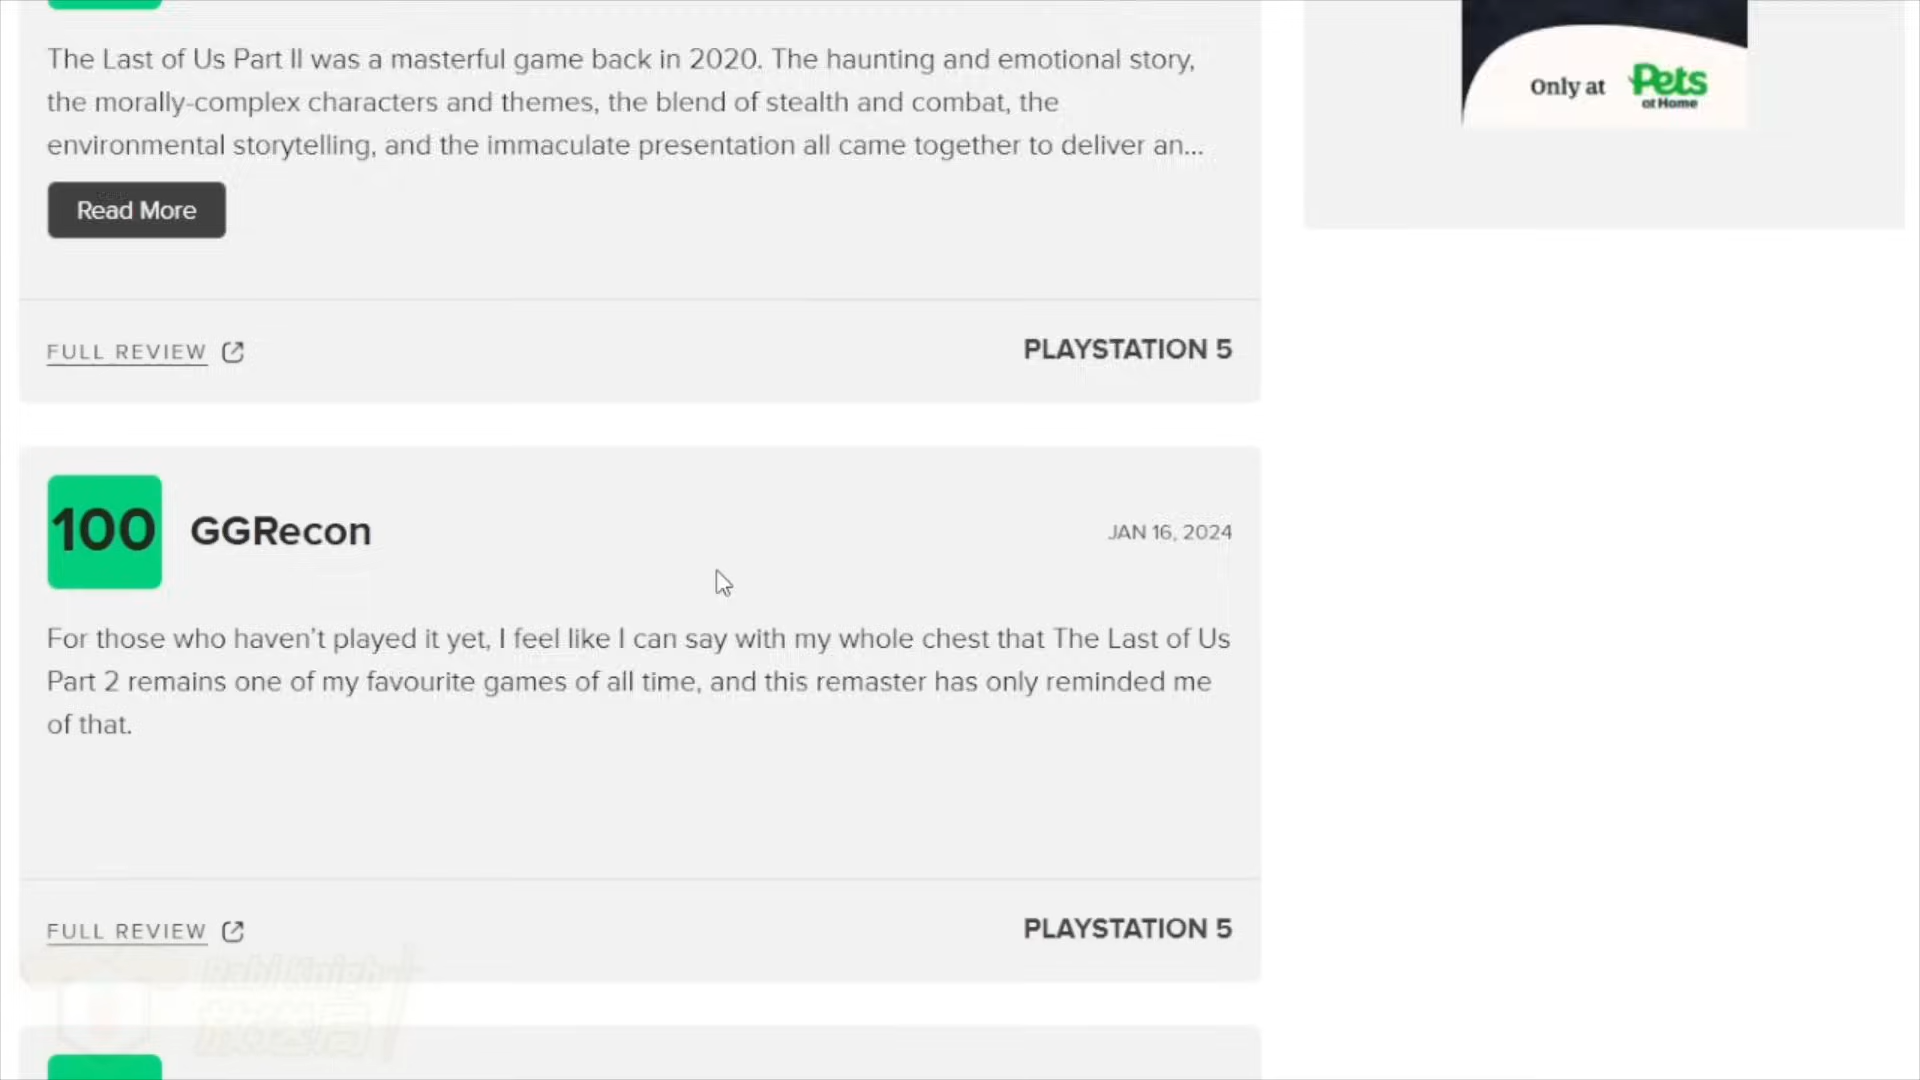 The Last of Us Part II was a masterful game back in 2020. The haunting and emotional story,
the morally-complex characters and themes, the blend of stealth and combat, the
environmental storytelling, and the immaculate presentation all came together to deliver an...
Only at Pets
at Home
Read More
FULL REVIEW
PLAYSTATION 5
100 GGRecon
JAN 16, 2024
For those who haven’t played it yet, I feel like I can say with my whole chest that The Last of Us
Part 2 remains one of my favourite games of all time, and this remaster has only reminded me
of that.
FULL REVIEW
PLAYSTATION 5